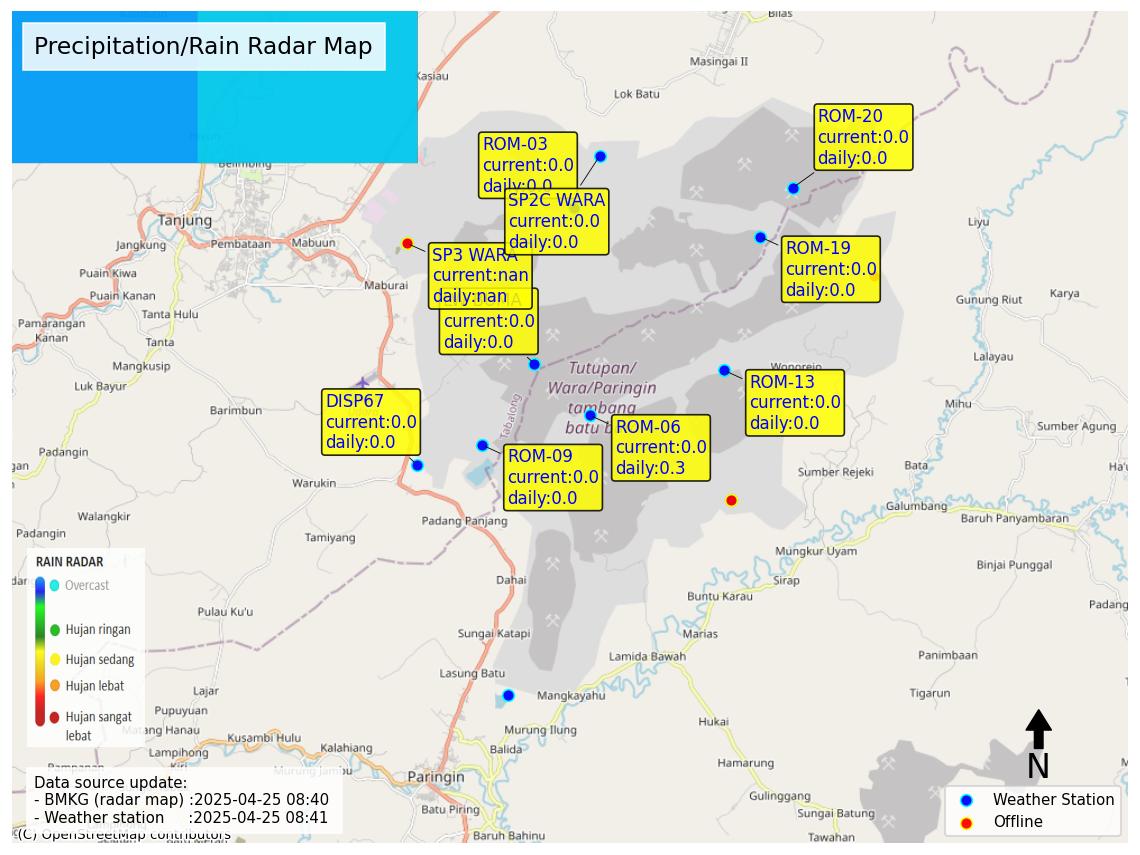 Precipitation/Rain Radar Map
Bilas
Masingai II
Kasiau
Lok Batu
Belimbing
Tanjung
Jangkung
Pembataan
Mabuun
Maburai
Puain Kiwa
Puain Kanan
Tanta Hulu
Pamarangan
Kanan
Tanta
Mangkusip
Luk Bayur
Barimbun
Padangin
Warukin
Walangkir
Padangin
Tamiyang
Padang Panjang
Dahai
Pulau Ku'u
Sungai Katapi
Lasung Batu
Lajar
Pupuyuan
Matang Hanau
Lampihong
Kusambi Hulu
Kalahiang
Murung Jambu
Paringin
Batu Piring
Baruh Bahinu
Balida
Murung Ilung
Mangkayahu
Lamida Bawah
Marias
Buntu Karau
Sirap
Mungkur Uyam
Galumbang
Baruh Panyambaran
Binjai Punggal
Padang
Bata
Sumber Rejeki
Sumber Agung
Mihu
Lalayau
Gunung Riut
Karya
Liyu
Wonorejo
Panimbaan
Tigarun
Hukai
Hamarung
Gulinggang
Sungai Batung
Tawahan
Tabalong
Tutupan/
Wara/Paringin
tambang
batu b
ROM-03
current:0.0
daily:0.0
SP2C WARA
current:0.0
daily:0.0
ROM-20
current:0.0
daily:0.0
ROM-19
current:0.0
daily:0.0
SP3 WARA
current:nan
daily:nan
current:0.0
daily:0.0
ROM-13
current:0.0
daily:0.0
DISP67
current:0.0
daily:0.0
ROM-06
current:0.0
daily:0.3
ROM-09
current:0.0
daily:0.0
RAIN RADAR
Overcast
Hujan ringan
Hujan sedang
Hujan lebat
Hujan sangat
lebat
Data source update:
- BMKG (radar map) :2025-04-25 08:40
- Weather station :2025-04-25 08:41
(C) OpenStreetMap contributors
N
Weather Station
Offline